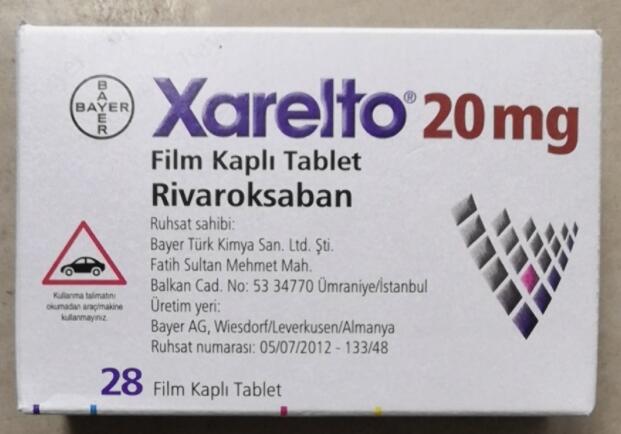 BAYER
BAYER
Xarelto® 20 mg
Film Kaplı Tablet
Rivaroksaban
Ruhsat sahibi:
Bayer Türk Kimya San. Ltd. Şti.
Fatih Sultan Mehmet Mah.
Balkan Cad. No: 53 34770 Ümraniye/İstanbul
Üretim yeri:
Bayer AG, Wiesdorf/Leverkusen/Almanya
Ruhsat numarası: 05/07/2012 - 133/48
Kullanma talimatını
okumadan araç/makine
kullanmayınız.
28 Film Kaplı Tablet